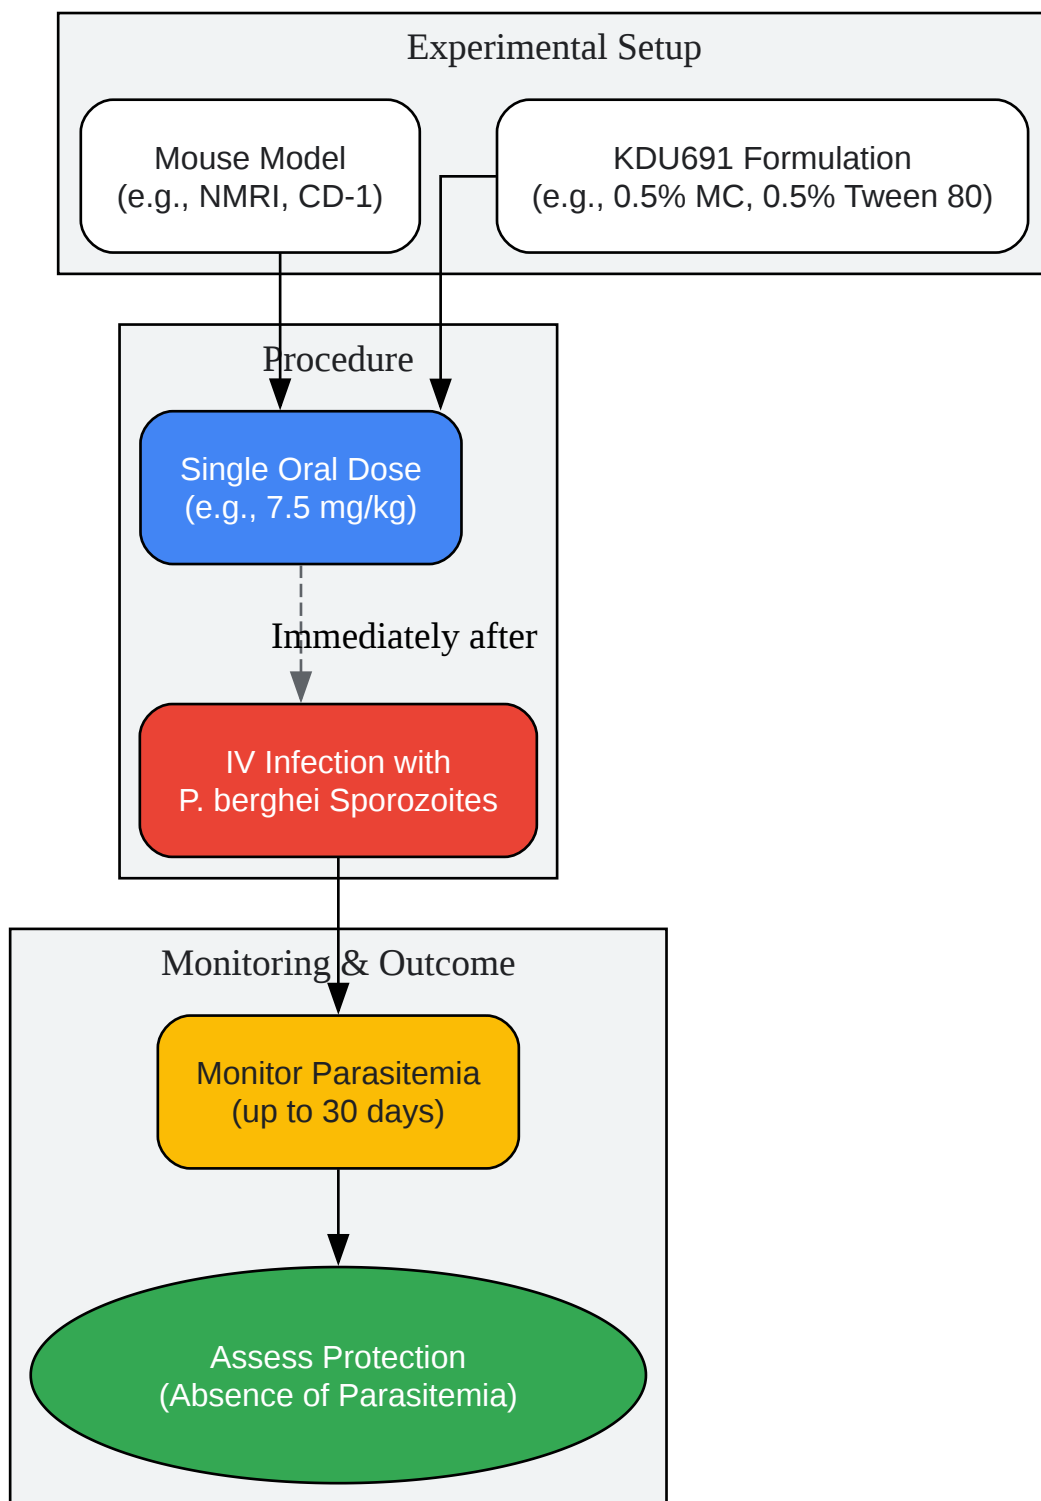 Experimental Setup
Mouse Model
(e.g., NMRI, CD-1)
KDU691 Formulation
(e.g., 0.5% MC, 0.5% Tween 80)
Procedure
Single Oral Dose
(e.g., 7.5 mg/kg)
Immediately after
IV Infection with
P. berghei Sporozoites
Monitoring & Outcome
Monitor Parasitemia
(up to 30 days)
Assess Protection
(Absence of Parasitemia)